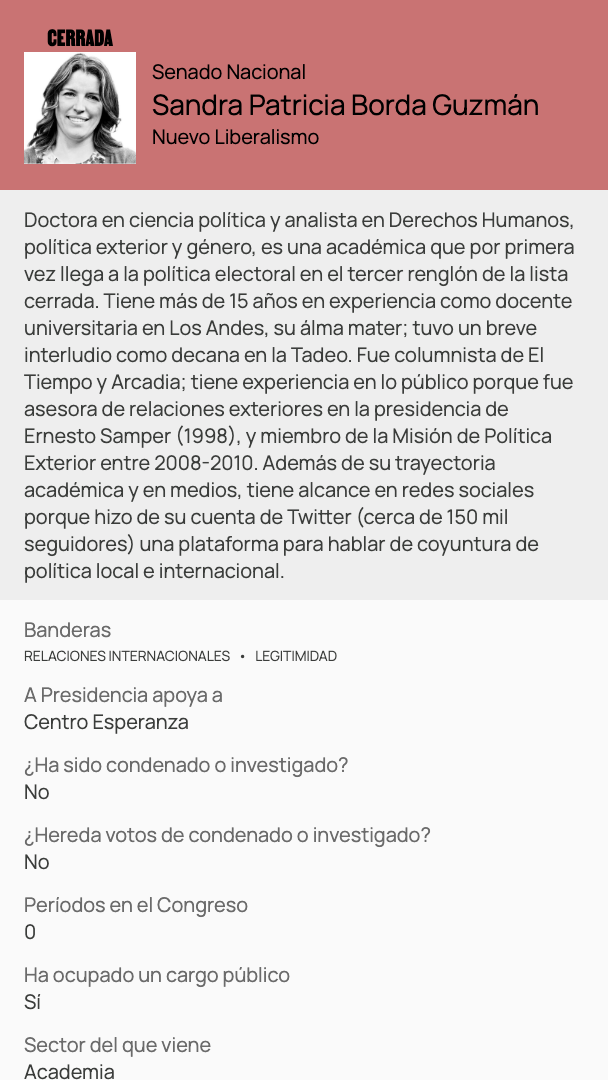 CERRADA
Senado Nacional
Sandra Patricia Borda Guzmán
Nuevo Liberalismo
Doctora en ciencia política y analista en Derechos Humanos,
política exterior y género, es una académica que por primera
vez llega a la política electoral en el tercer renglón de la lista
cerrada. Tiene más de 15 años en experiencia como docente
universitaria en Los Andes, su álma mater; tuvo un breve
interludio como decana en la Tadeo. Fue columnista de El
Tiempo y Arcadia; tiene experiencia en lo público porque fue
asesora de relaciones exteriores en la presidencia de
Ernesto Samper (1998), y miembro de la Misión de Política
Exterior entre 2008-2010. Además de su trayectoria
académica y en medios, tiene alcance en redes sociales
porque hizo de su cuenta de Twitter (cerca de 150 mil
seguidores) una plataforma para hablar de coyuntura de
política local e internacional.
Banderas
RELACIONES INTERNACIONALES • LEGITIMIDAD
A Presidencia apoya a
Centro Esperanza
¿Ha sido condenado o investigado?
No
¿Hereda votos de condenado o investigado?
No
Períodos en el Congreso
0
Ha ocupado un cargo público
Sí
Sector del que viene
Academia